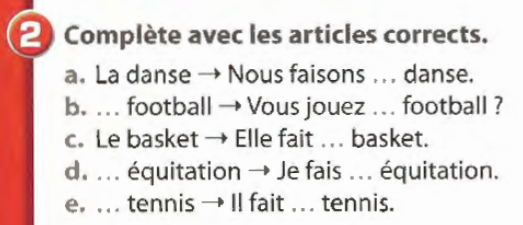 2 Complète avec les articles corrects.
a. La danse → Nous faisons ... danse.
b. ... football → Vous jouez ... football ?
c. Le basket → Elle fait ... basket.
d. ... équitation → Je fais ... équitation.
e. ... tennis → Il fait ... tennis.